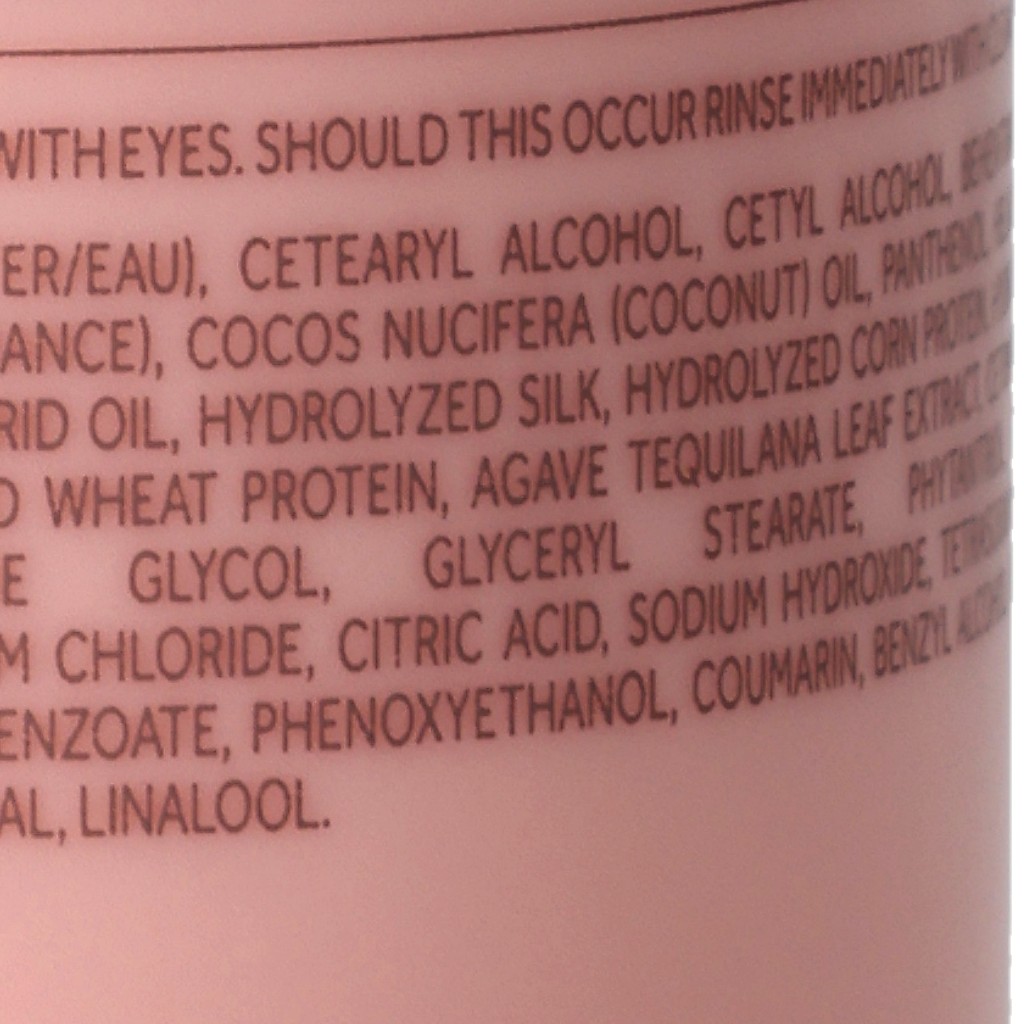 WITH EYES. SHOULD THIS OCCUR RINSE IMMEDIATELY WITH
ER/EAU), CETEARYL ALCOHOL, CETYL ALCOHOL,
ANCE), COCOS NUCIFERA (COCONUT) OIL, PANTHENOL
RID OIL, HYDROLYZED SILK, HYDROLYZED CORN PROTEIN,
D WHEAT PROTEIN, AGAVE TEQUILANA LEAF EXTRACT,
E GLYCOL, GLYCERYL STEARATE,
M CHLORIDE, CITRIC ACID, SODIUM HYDROXIDE,
ENZOATE, PHENOXYETHANOL, COUMARIN, BENZYL ALCOHOL
AL, LINALOOL.